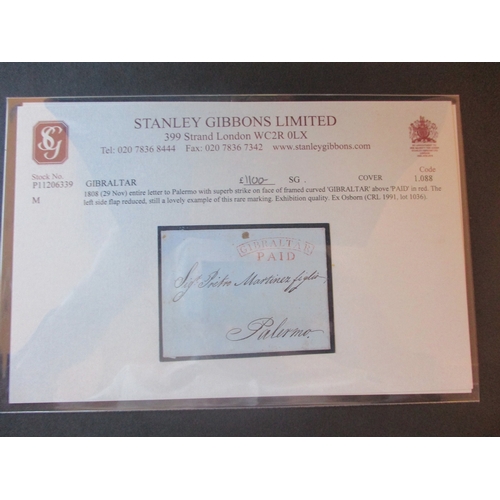 SG
STANLEY GIBBONS LIMITED
399 Strand London WC2R 0LX
Tel: 020 7836 8444 Fax: 020 7836 7342 www.stanleygibbons.com
Stock No. Code
P11206339 GIBRALTAR £1100- SG . COVER 1.088
M 1808 (29 Nov) entire letter to Palermo with superb strike on face of framed curved 'GIBRALTAR' above 'PAID' in red. The
left side flap reduced, still a lovely example of this rare marking. Exhibition quality. Ex Osborn (CRL 1991, lot 1036).
GIBRALTAR
PAID
Martinez
Palermo.